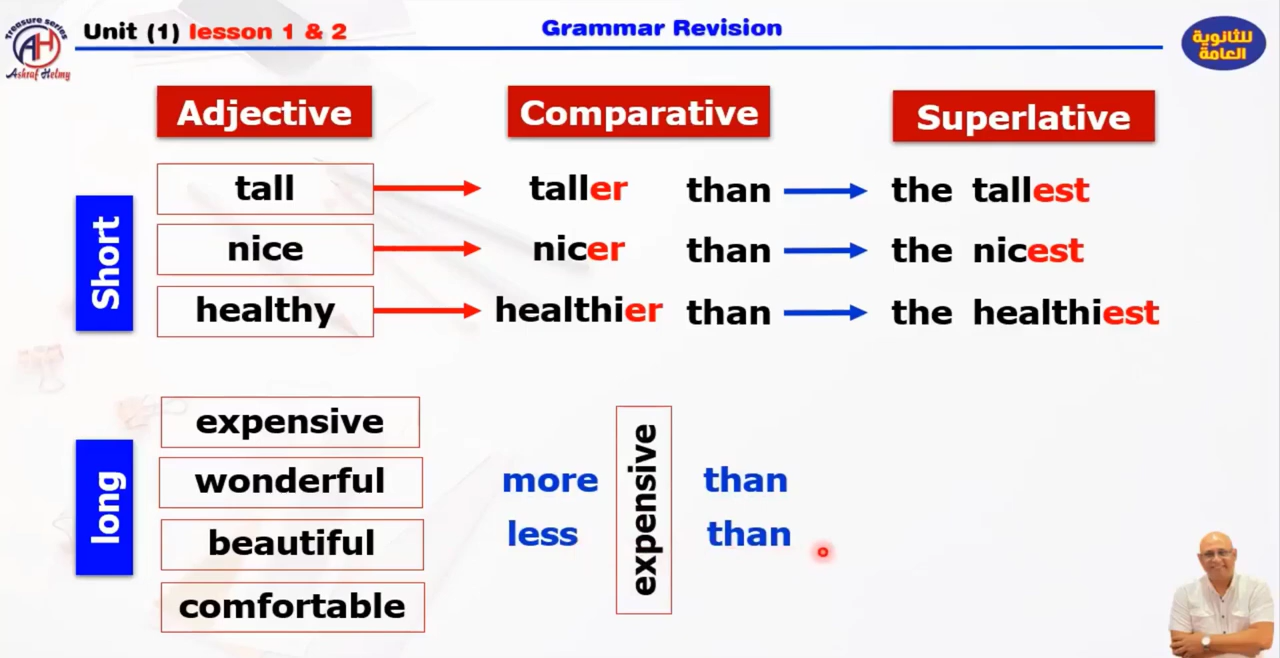 Treasure series
AH
Ashraf Helmy
Unit (1) lesson 1 & 2
Grammar Revision
للثانوية
العامة
Adjective
Comparative
Superlative
Short
tall
taller than
the tallest
nice
nicer than
the nicest
healthy
healthier than
the healthiest
long
expensive
wonderful
beautiful
comfortable
more than
less than
expensive